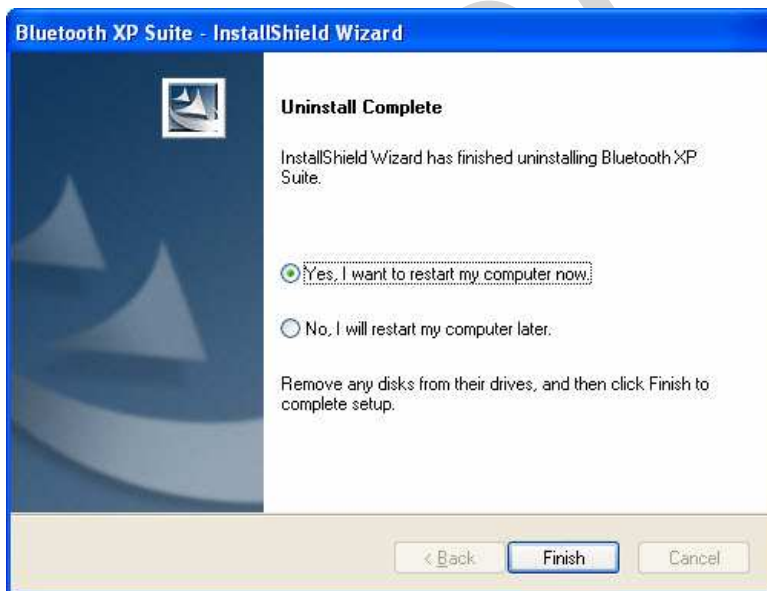 Bluetooth XP Suite - InstallShield Wizard
Uninstall Complete
InstallShield Wizard has finished uninstalling Bluetooth XP
Suite.
Yes, I want to restart my computer now.
No, I will restart my computer later.
Remove any disks from their drives, and then click Finish to
complete setup.
< Back Finish Cancel